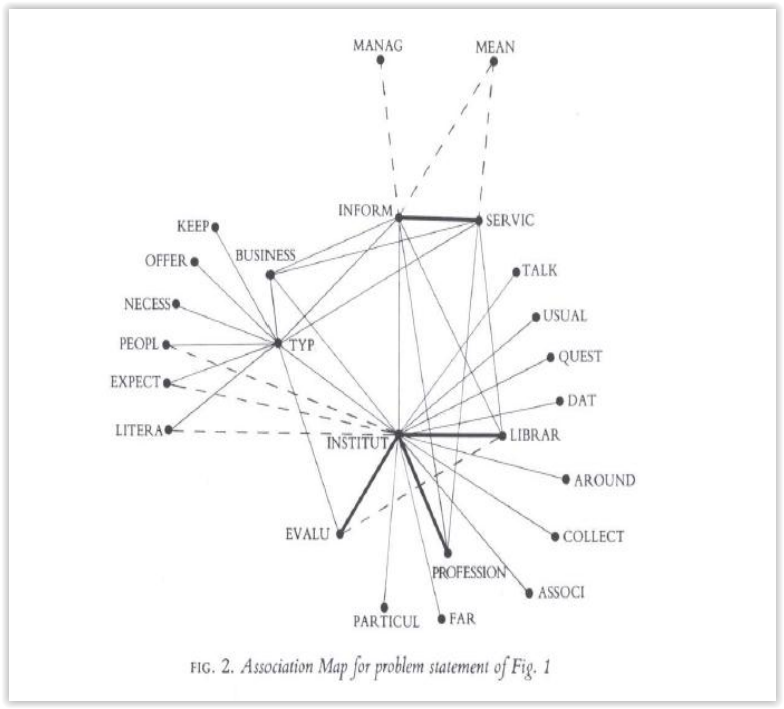 MANAG
MEAN
INFORM
SERVIC
KEEP
BUSINESS
OFFER
TALK
NECESS
USUAL
PEOPL
TYP
QUEST
EXPECT
DAT
LITERA
INSTITUT
LIBRAR
AROUND
EVALU
COLLECT
PROFESSION
ASSOCI
PARTICUL
FAR
FIG. 2. Association Map for problem statement of Fig. 1